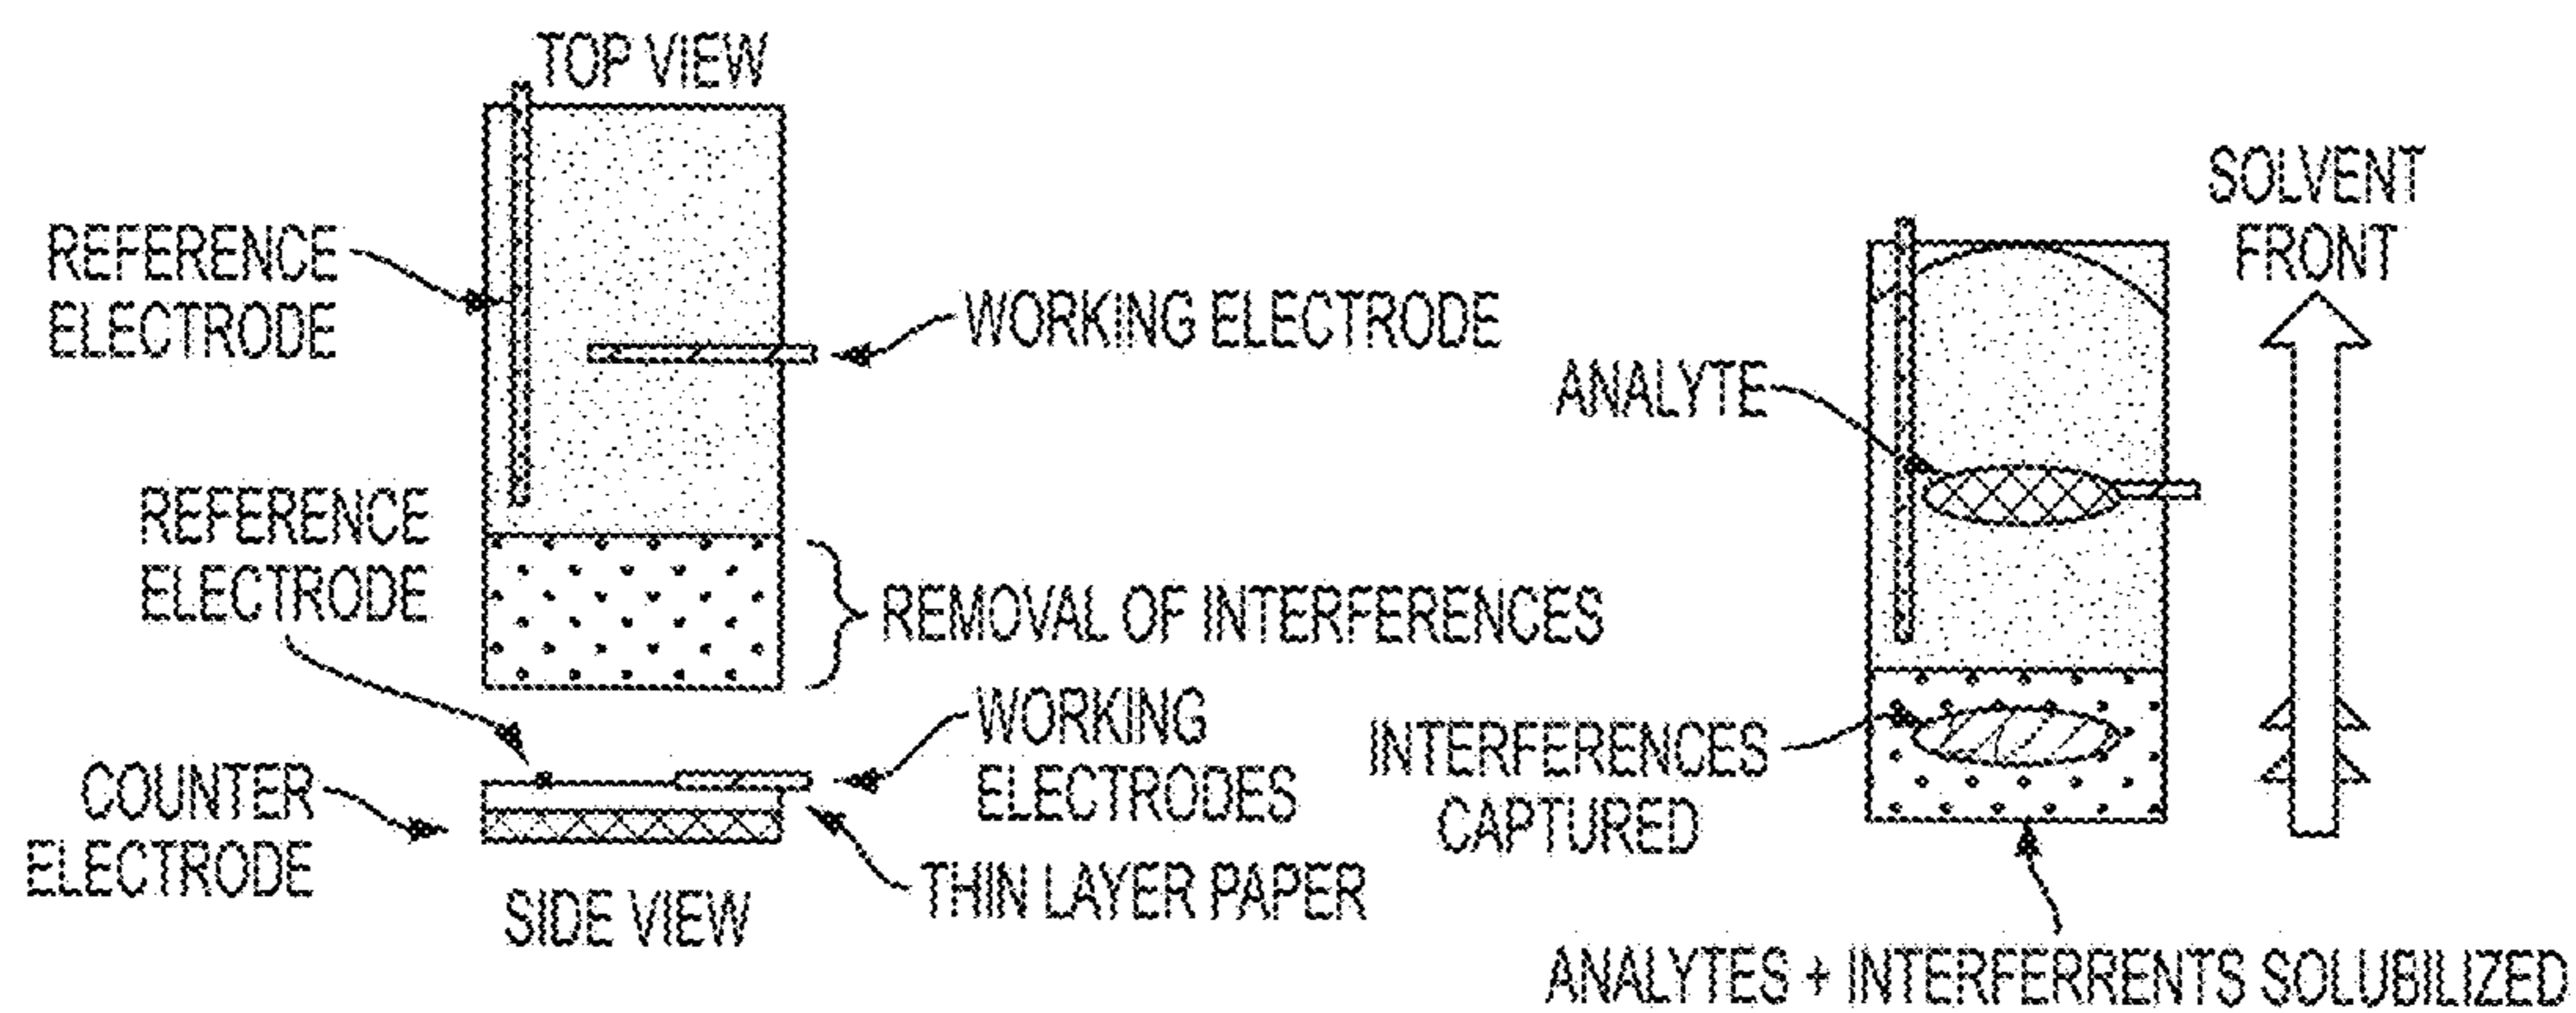 TOP VIEW
REFERENCE
ELECTRODE
WORKING ELECTRODE
REFERENCE
ELECTRODE
REMOVAL OF INTERFERENCES
WORKING
ELECTRODES
COUNTER
ELECTRODE
THIN LAYER PAPER
SIDE VIEW
SOLVENT
FRONT
ANALYTE
INTERFERENCES
CAPTURED
ANALYTES + INTERFERRENTS SOLUBILIZED